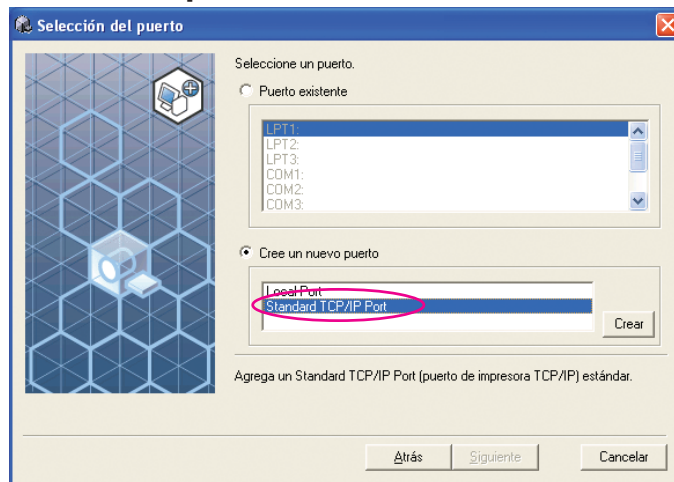 Selección del puerto
Seleccione un puerto.
Puerto existente
LPT1:
LPT2:
LPT3:
COM1:
COM2:
COM3:
Cree un nuevo puerto
Local Port
Standard TCP/IP Port
Crear
Agrega un Standard TCP/IP Port (puerto de impresora TCP/IP) estándar.
Atrás
Siguiente
Cancelar